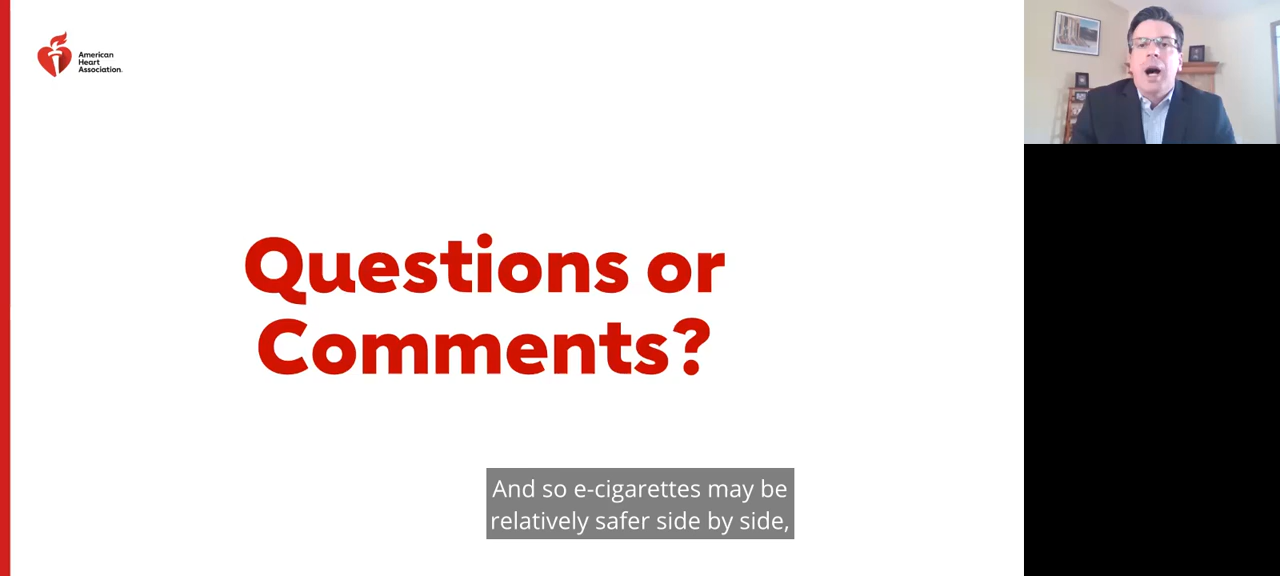 American
Heart
Association.
Questions or
Comments?
And so e-cigarettes may be
relatively safer side by side,